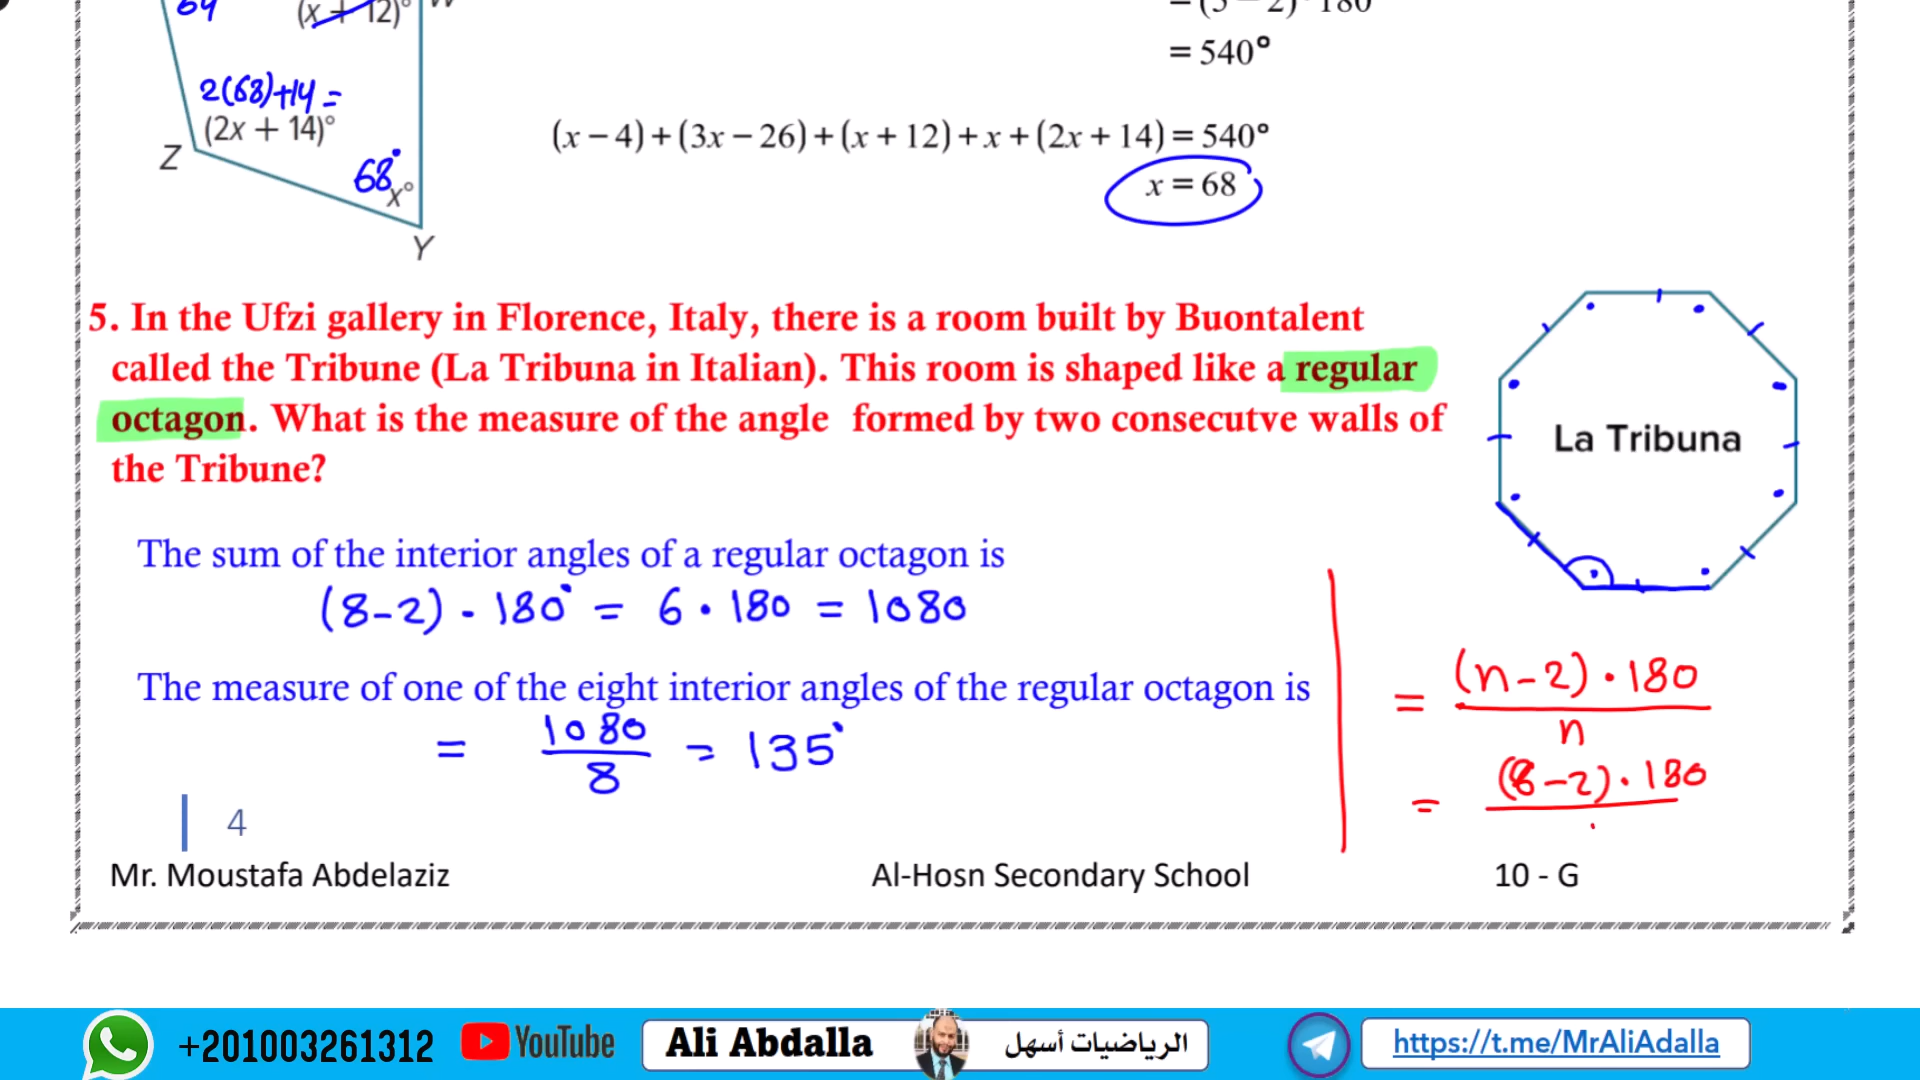 (x + 12)°
= 540°
2(68)+14 =
(2x + 14)°
Z
68°
x°
Y
(x − 4) + (3x − 26) + (x + 12) + x + (2x + 14) = 540°
x = 68
5. In the Ufzi gallery in Florence, Italy, there is a room built by Buontalent
called the Tribune (La Tribuna in Italian). This room is shaped like a regular
octagon. What is the measure of the angle formed by two consecutve walls of
the Tribune?
La Tribuna
The sum of the interior angles of a regular octagon is
(8-2) · 180° = 6 · 180 = 1080
The measure of one of the eight interior angles of the regular octagon is
= 1080/8 = 135°
= (n-2) · 180
n
= (8-2) · 180
4
Mr. Moustafa Abdelaziz Al-Hosn Secondary School 10 - G
+201003261312 YouTube Ali Abdalla الرياضيات أسهل https://t.me/MrAliAdalla